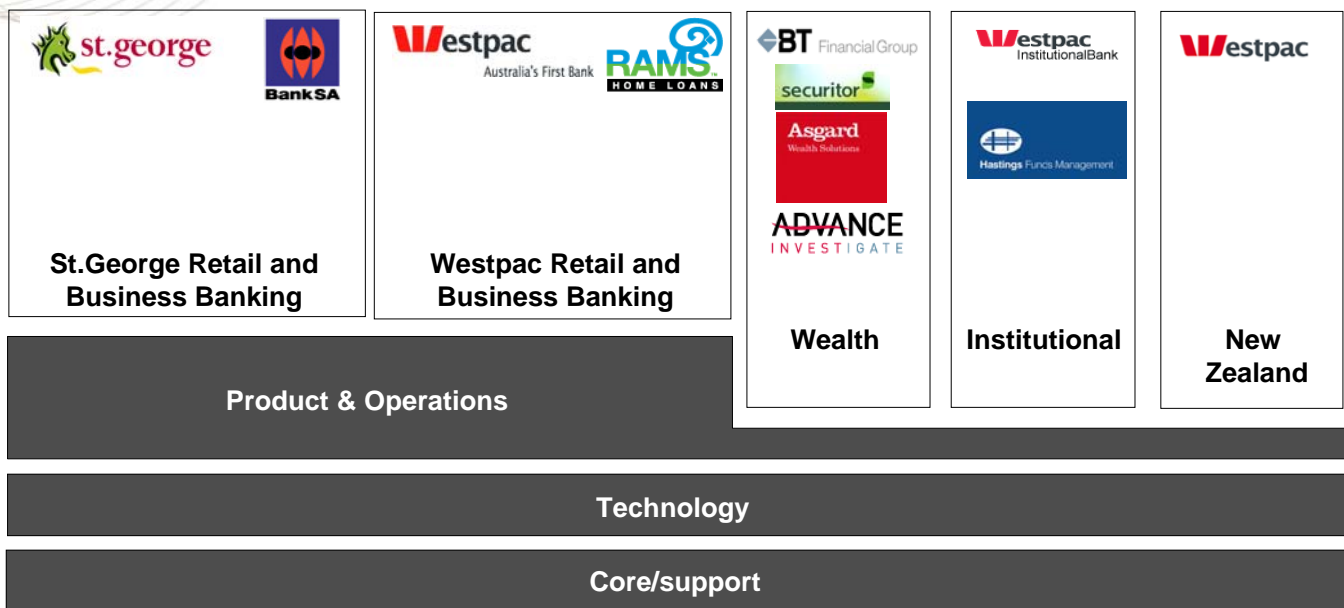 st.george
BankSA
St.George Retail and
Business Banking
Westpac
Australia's First Bank
RAMS
HOME LOANS
Westpac Retail and
Business Banking
BT Financial Group
securitor
Asgard
Wealth Solutions
ADVANCE
INVESTIGATE
Wealth
Westpac
InstitutionalBank
Hastings Funds Management
Institutional
Westpac
New
Zealand
Product & Operations
Technology
Core/support